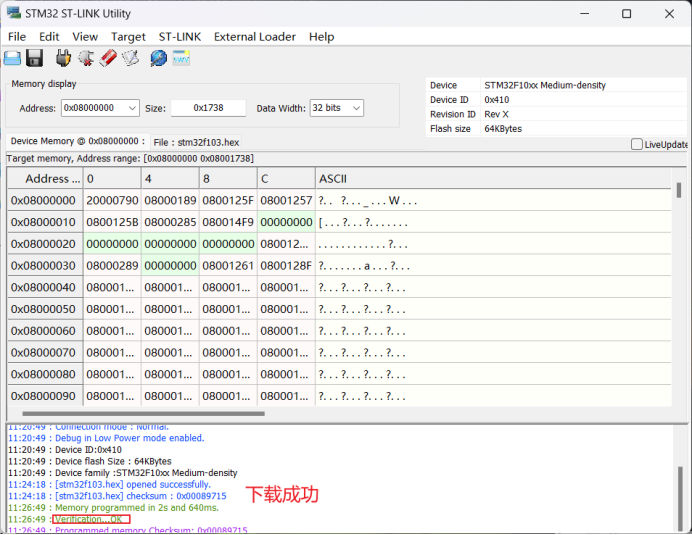 STM32 ST-LINK Utility
File Edit View Target ST-LINK External Loader Help
Memory display
Address: 0x08000000 Size: 0x1738 Data Width: 32 bits
Device STM32F10xx Medium-density
Device ID 0x410
Revision ID Rev X
Flash size 64KBytes
LiveUpdate
Device Memory @ 0x08000000 : File : stm32f103.hex
Target memory, Address range: [0x08000000 0x08001738]
Address ... 0 4 8 C ASCII
0x08000000 20000790 08000189 0800125F 08001257 ?.. ?..._...W...
0x08000010 0800125B 08000285 080014F9 00000000 [...?...?.......
0x08000020 00000000 00000000 00000000 080012... ............?...
0x08000030 08000289 00000000 08001261 0800128F ?.......a...?...
0x08000040 080001... 080001... 080001... 080001... ?...?...?...?...
0x08000050 080001... 080001... 080001... 080001... ?...?...?...?...
0x08000060 080001... 080001... 080001... 080001... ?...?...?...?...
0x08000070 080001... 080001... 080001... 080001... ?...?...?...?...
0x08000080 080001... 080001... 080001... 080001... ?...?...?...?...
0x08000090 080001... 080001... 080001... 080001... ?...?...?...?...
11:20:49 : Connection mode : Normal.
11:20:49 : Debug in Low Power mode enabled.
11:20:49 : Device ID:0x410
11:20:49 : Device flash Size : 64KBytes
11:20:49 : Device family :STM32F10xx Medium-density
11:24:18 : [stm32f103.hex] opened successfully.
11:24:18 : [stm32f103.hex] checksum : 0x00089715
下载成功
11:26:49 : Memory programmed in 2s and 640ms.
11:26:49 : Verification...OK
11:26:49 : Programmed memory Checksum: 0x00089715